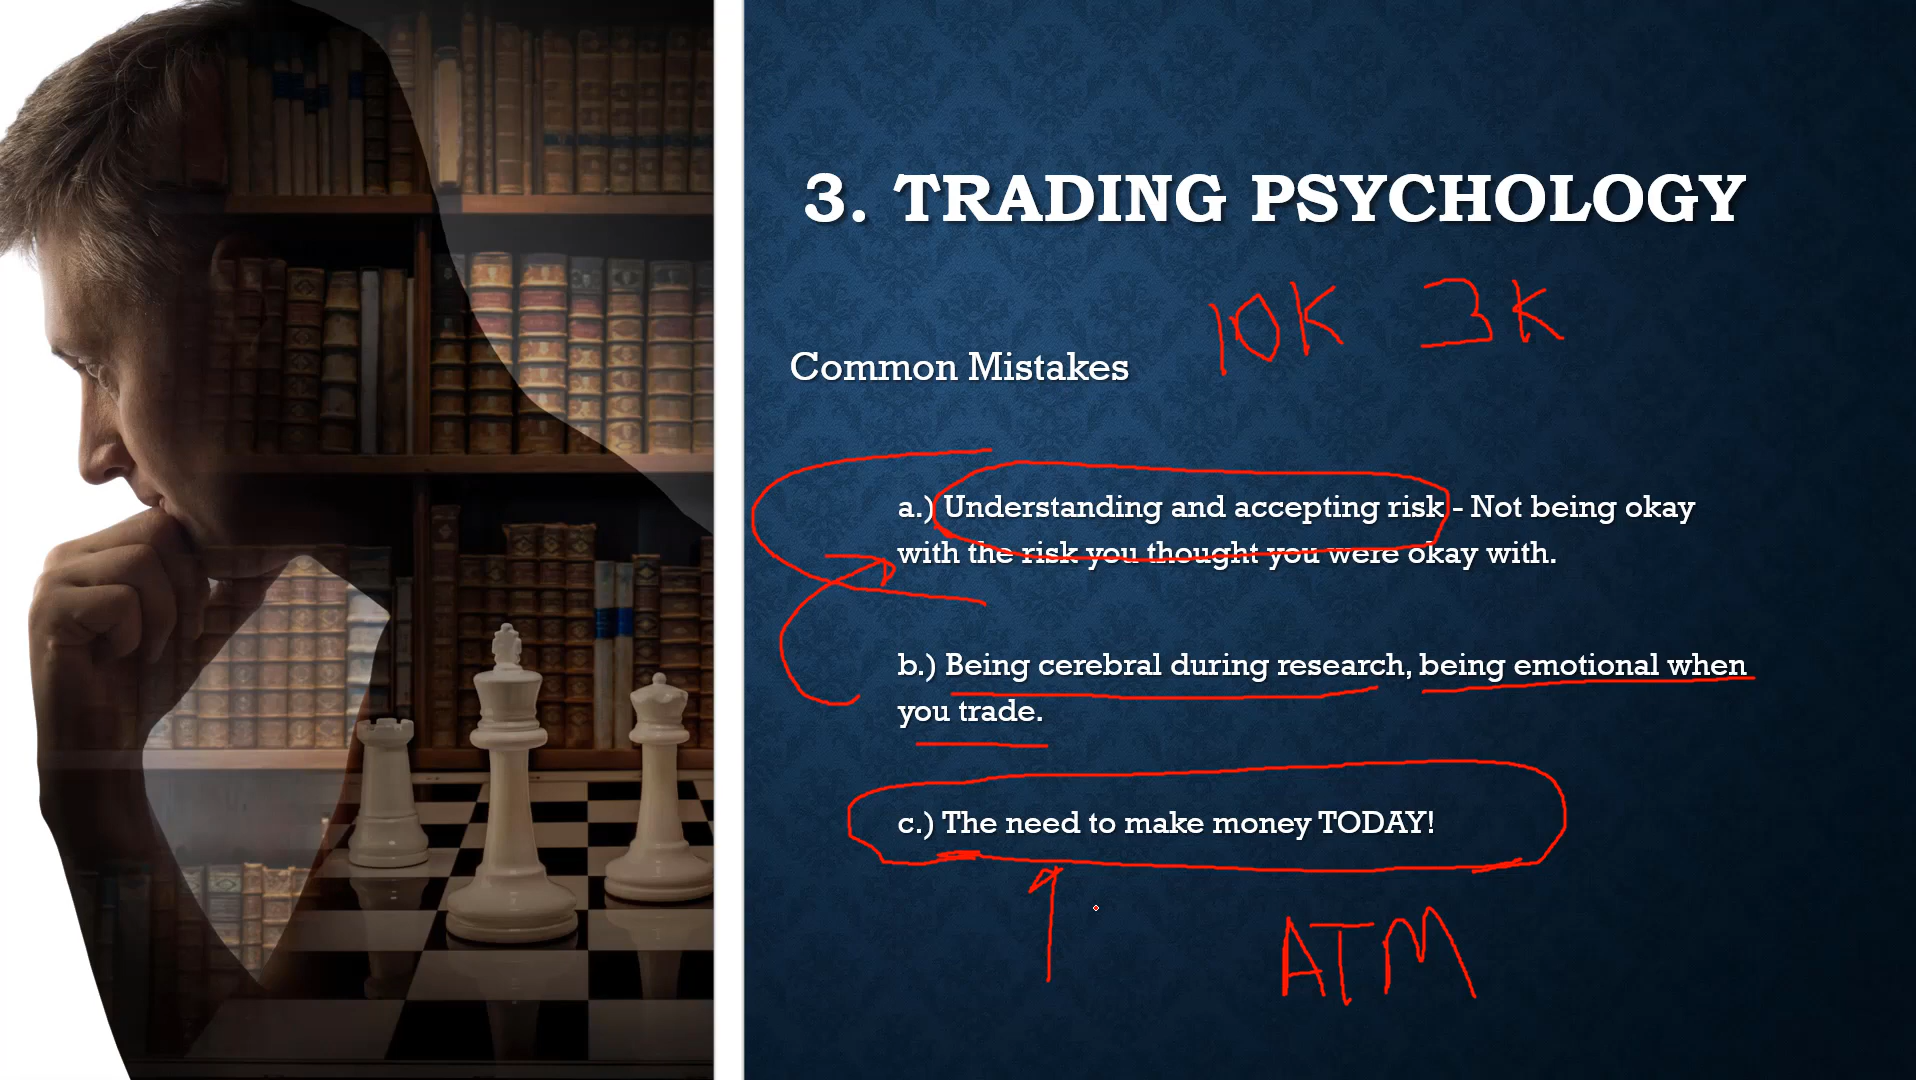 3. TRADING PSYCHOLOGY
10K 3K
Common Mistakes
a.) Understanding and accepting risk - Not being okay
with the risk you thought you were okay with.
b.) Being cerebral during research, being emotional when
you trade.
c.) The need to make money TODAY!
ATM